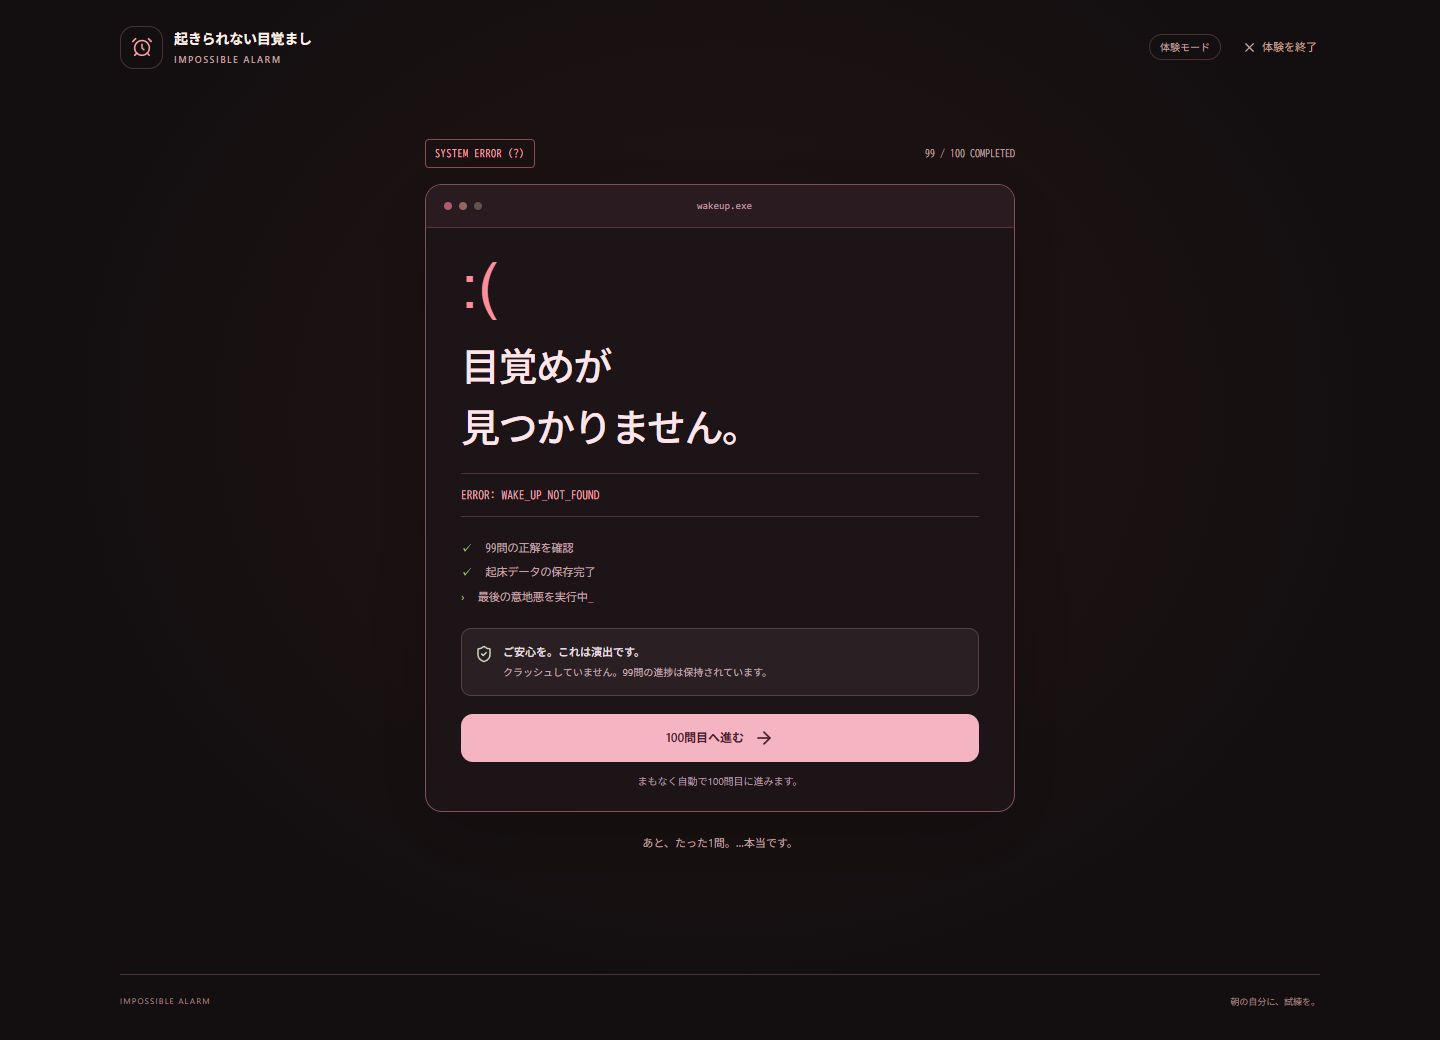 起きられない目覚まし
IMPOSSIBLE ALARM
体験モード
体験を終了
SYSTEM ERROR (?)
99 / 100 COMPLETED
wakeup.exe
:(
目覚めが
見つかりません。
ERROR: WAKE_UP_NOT_FOUND
✓ 99問の正解を確認
✓ 起床データの保存完了
› 最後の意地悪を実行中_
ご安心を。これは演出です。
クラッシュしていません。99問の進捗は保持されています。
100問目へ進む →
まもなく自動で100問目に進みます。
あと、たった1問。…本当です。
IMPOSSIBLE ALARM
朝の自分に、試練を。